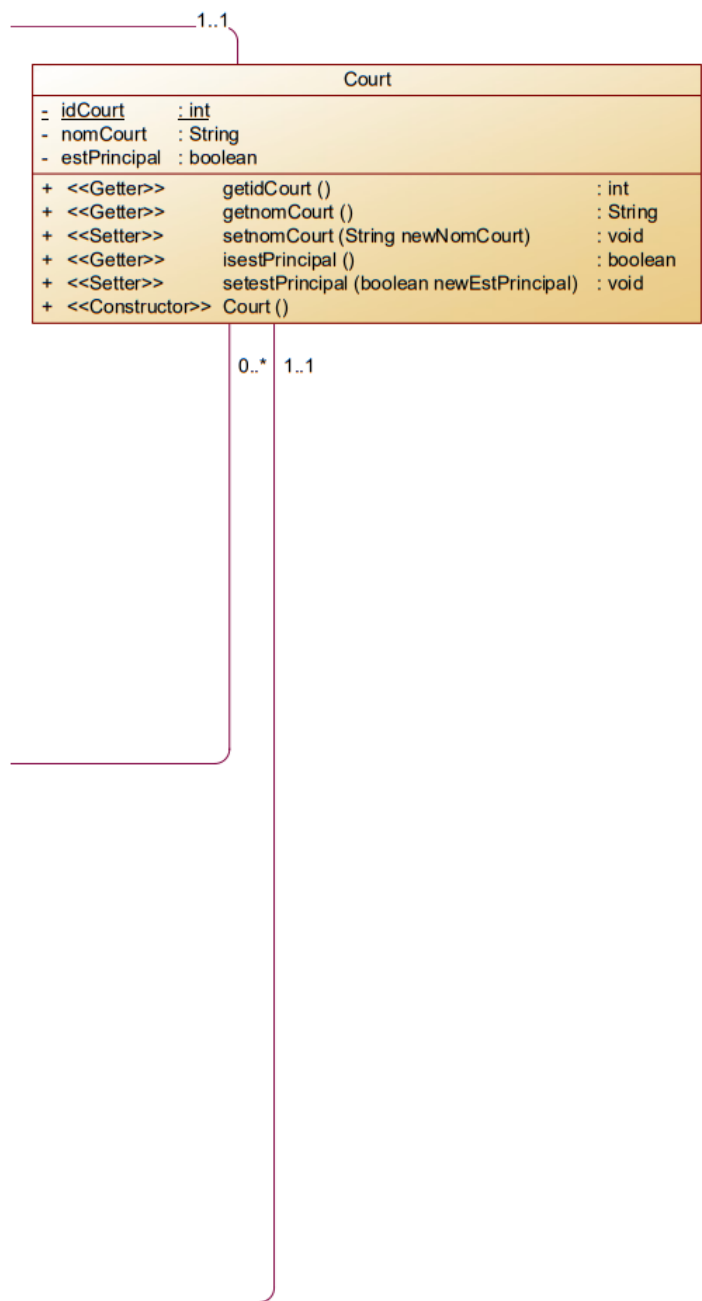 1..1
Court
- idCourt : int
- nomCourt : String
- estPrincipal : boolean
+ <<Getter>> getidCourt () : int
+ <<Getter>> getnomCourt () : String
+ <<Setter>> setnomCourt (String newNomCourt) : void
+ <<Getter>> isestPrincipal () : boolean
+ <<Setter>> setestPrincipal (boolean newEstPrincipal) : void
+ <<Constructor>> Court ()
0..* 1..1